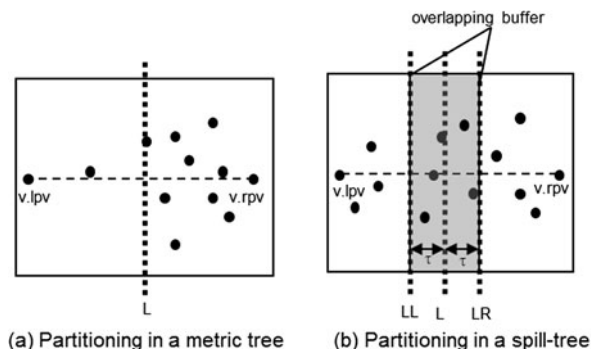 overlapping buffer
v.lpv
v.rpv
L
v.lpv
v.rpv
τ
τ
LL
L
LR
(a) Partitioning in a metric tree
(b) Partitioning in a spill-tree